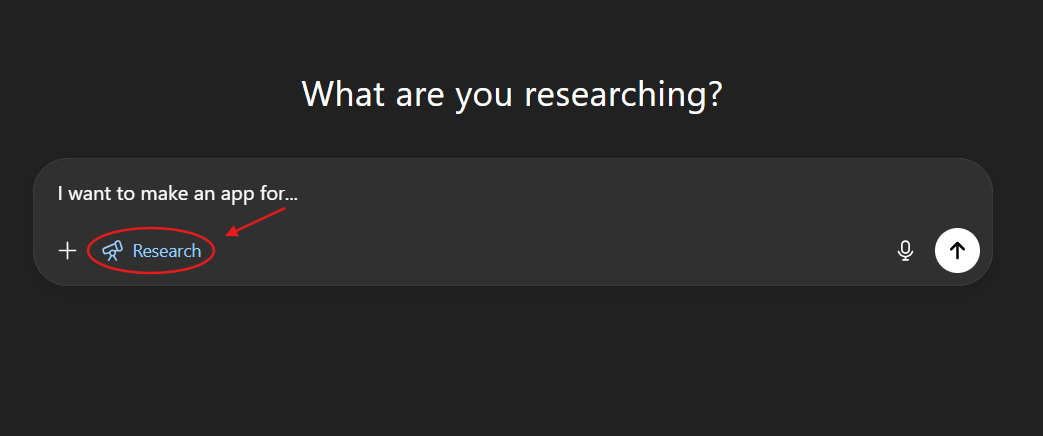 What are you researching?
I want to make an app for...
Research